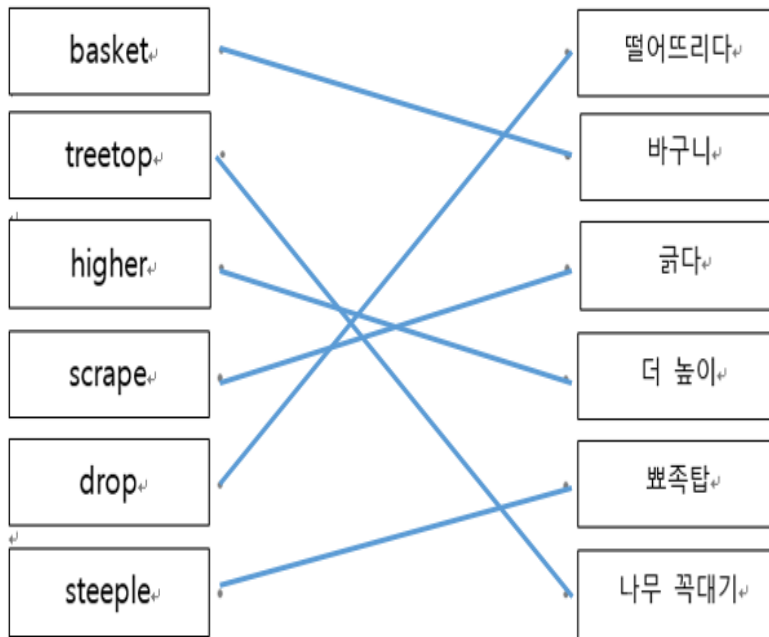 basket
떨어뜨리다
treetop
바구니
higher
긁다
scrape
더 높이
drop
뾰족탑
steeple
나무 꼭대기